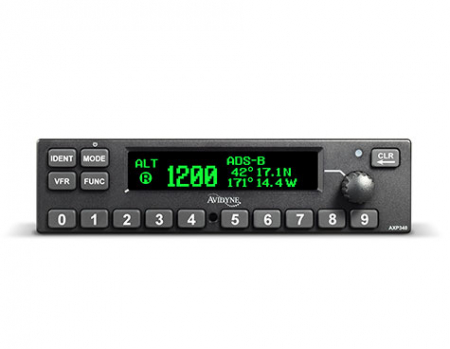 IDENT MODE
VFR FUNC
ALT
R 1200
ADS-B
42°17.1N
171°14.4W
CLR
AVIDYNE
0 1 2 3 4 5 6 7 8 9
AXP340